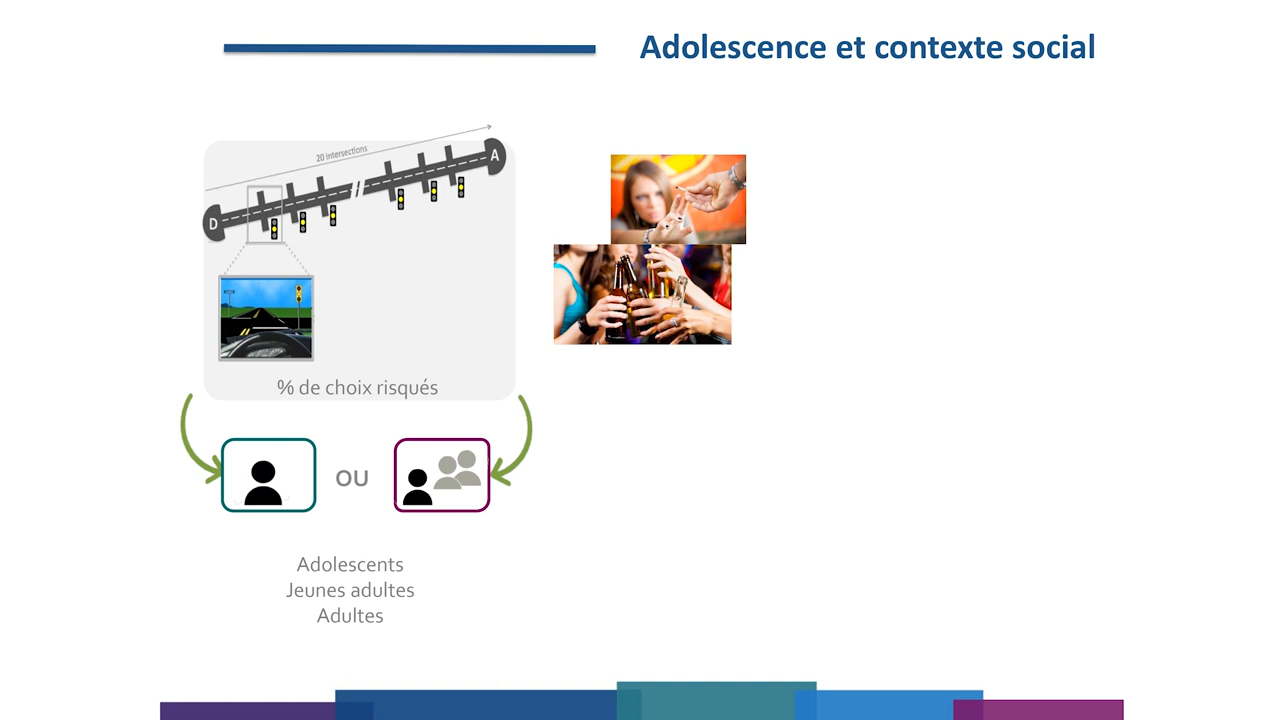 Adolescence et contexte social
20 intersections
A
D
% de choix risqués
OU
Adolescents
Jeunes adultes
Adultes